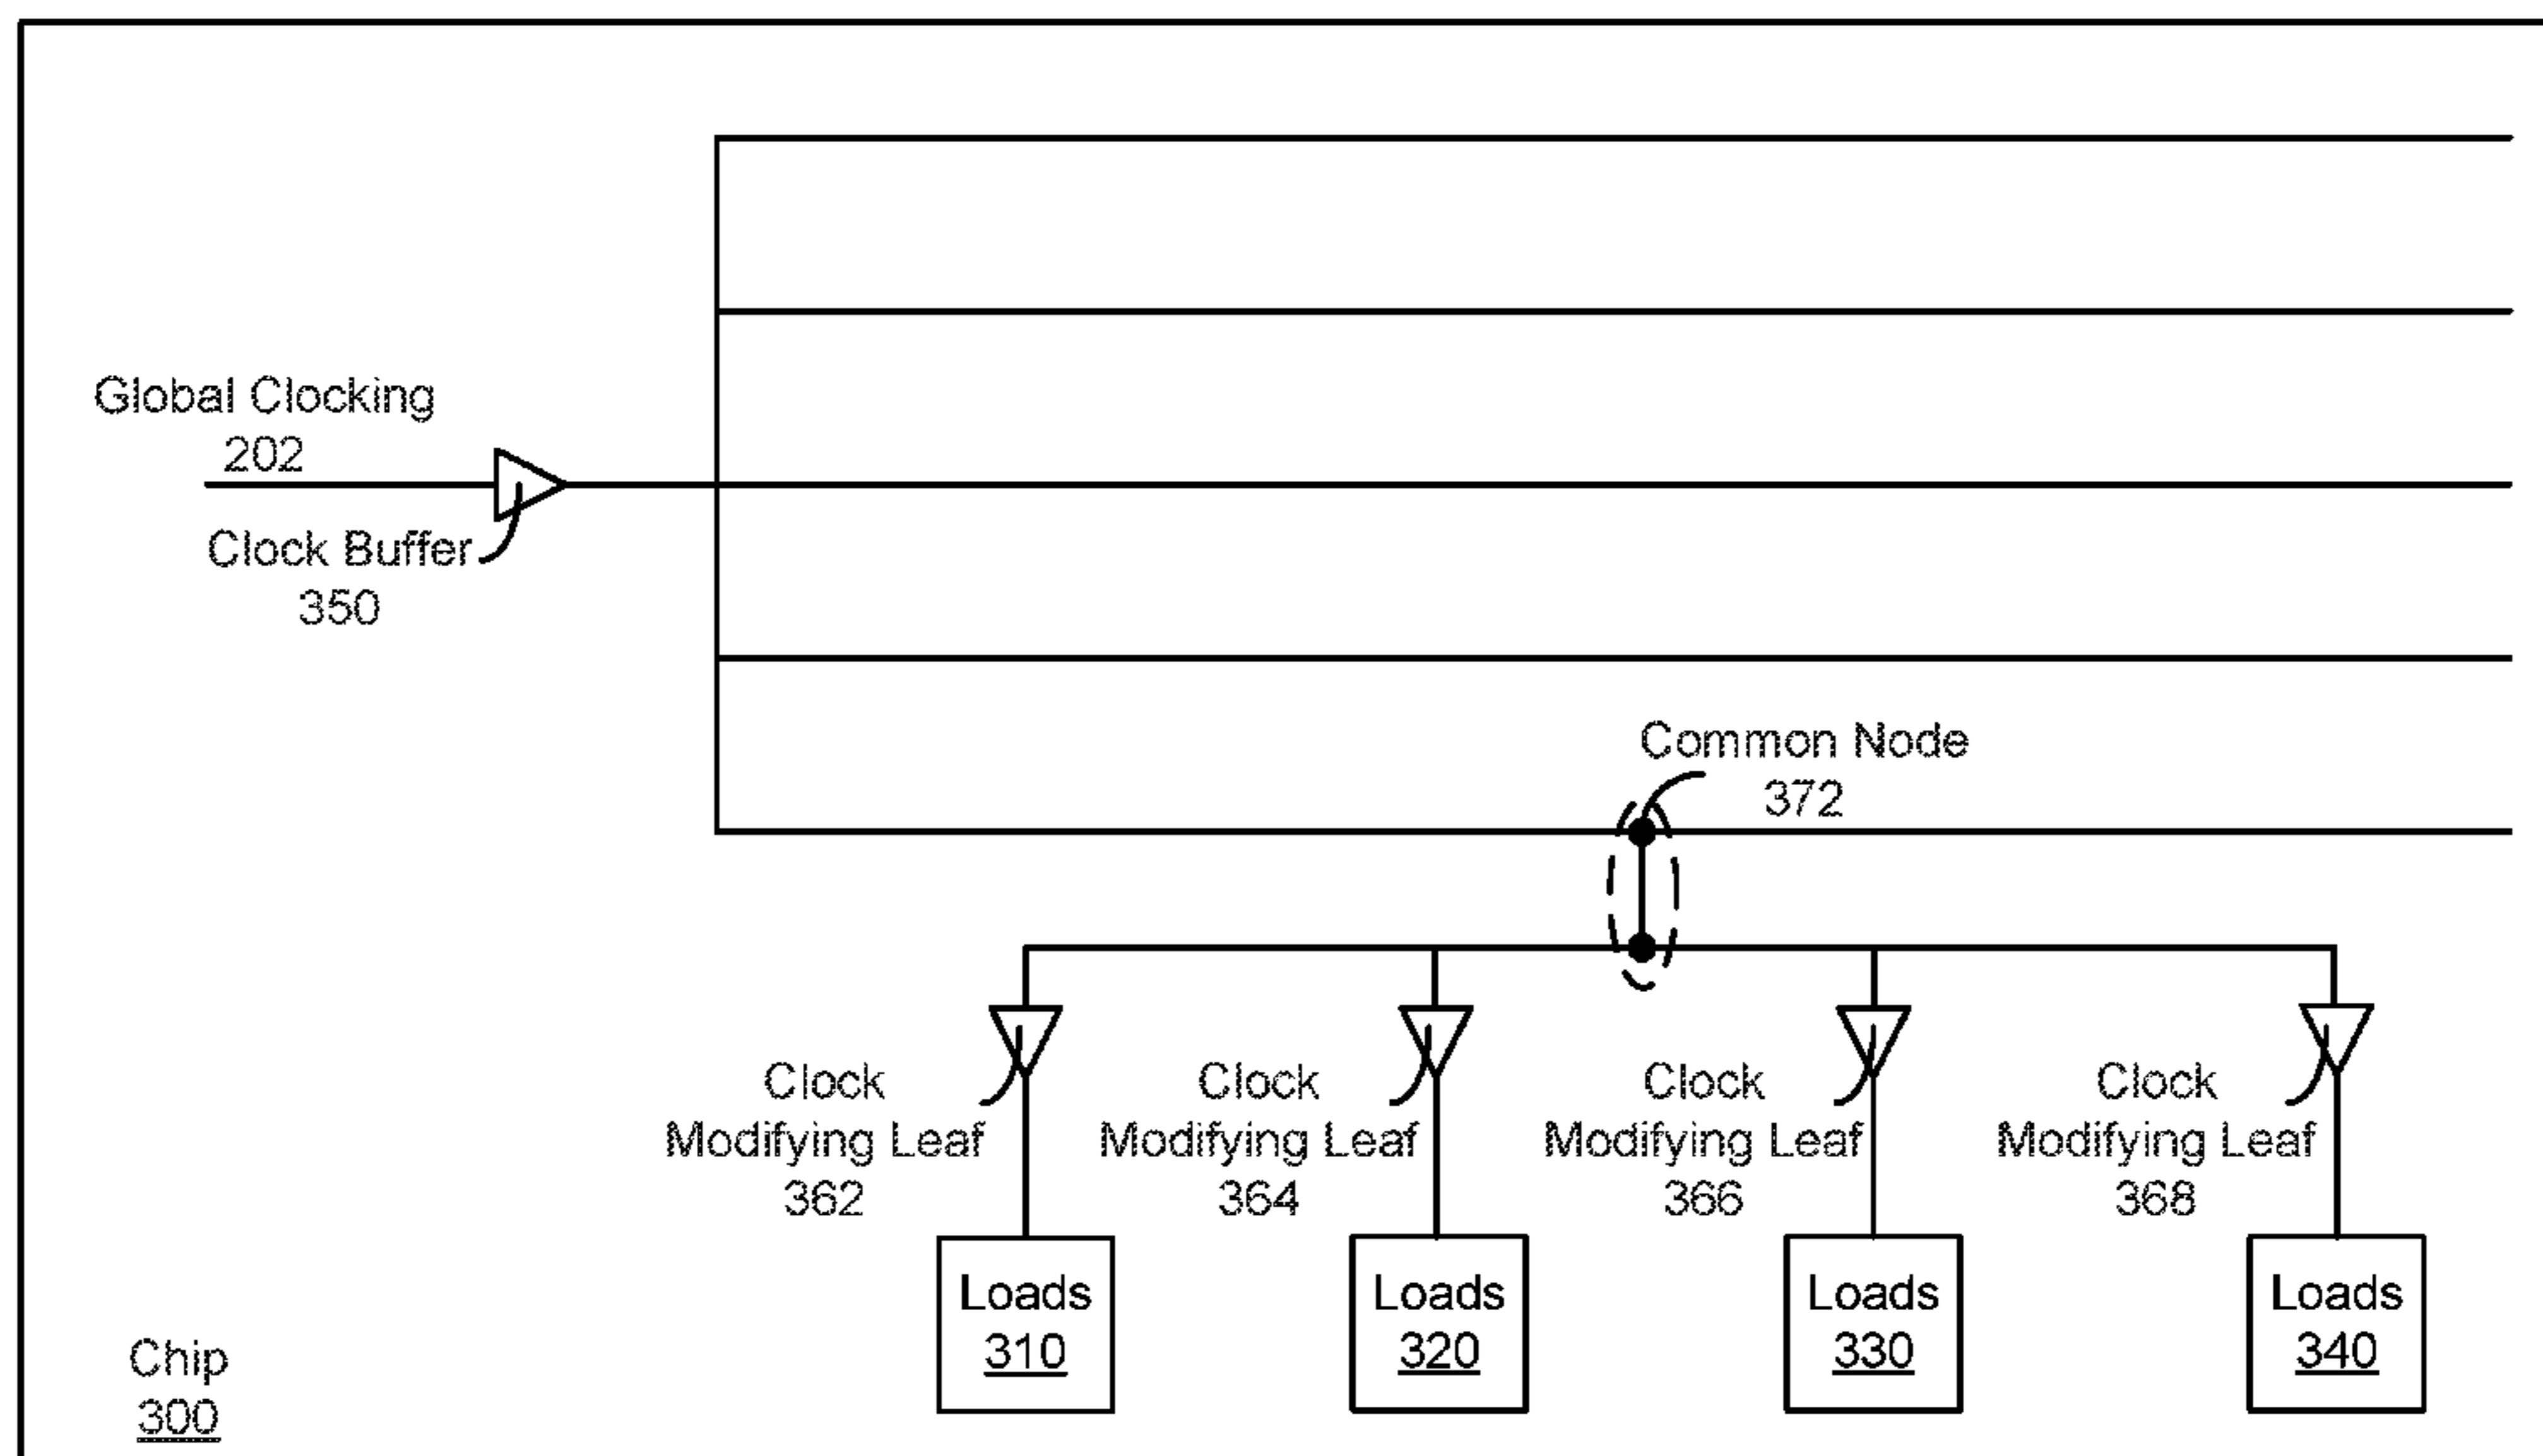 Global Clocking
202
Clock Buffer
350
Common Node
372
Clock
Modifying Leaf
362
Clock
Modifying Leaf
364
Clock
Modifying Leaf
366
Clock
Modifying Leaf
368
Loads
310
Loads
320
Loads
330
Loads
340
Chip
300